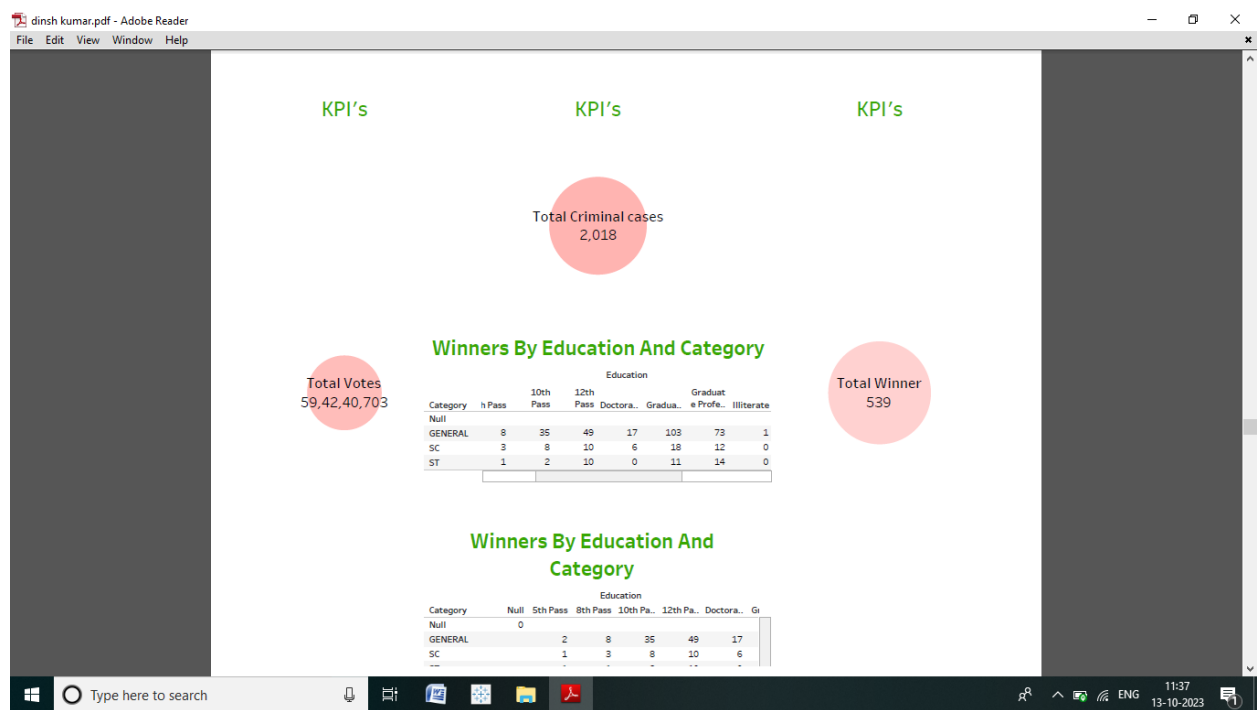 dinsh kumar.pdf - Adobe Reader
File Edit View Window Help
KPI's KPI's KPI's
Total Criminal cases
2,018
Winners By Education And Category
Total Votes
59,42,40,703
Total Winner
539
Education
Category h Pass 10th Pass 12th Pass Doctora.. Gradua.. Graduat e Profe.. Illiterate
Null
GENERAL 8 35 49 17 103 73 1
SC 3 8 10 6 18 12 0
ST 1 2 10 0 11 14 0
Winners By Education And
Category
Education
Category Null 5th Pass 8th Pass 10th Pa.. 12th Pa.. Doctora..
Null 0
GENERAL 2 8 35 49 17
SC 1 3 8 10 6
Type here to search
ENG
11:37
13-10-2023
1